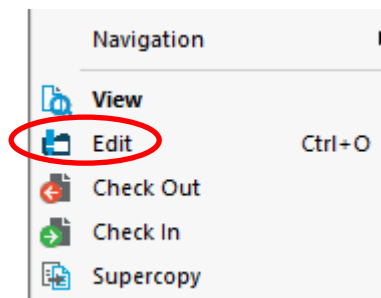 Navigation
View
Edit Ctrl+O
Check Out
Check In
Supercopy